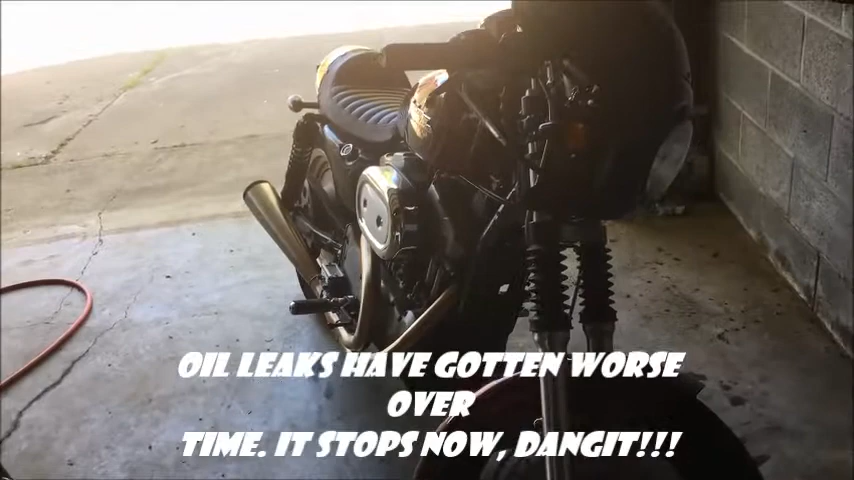 OIL LEAKS HAVE GOTTEN WORSE
OVER
TIME. IT STOPS NOW, DANGIT!!!